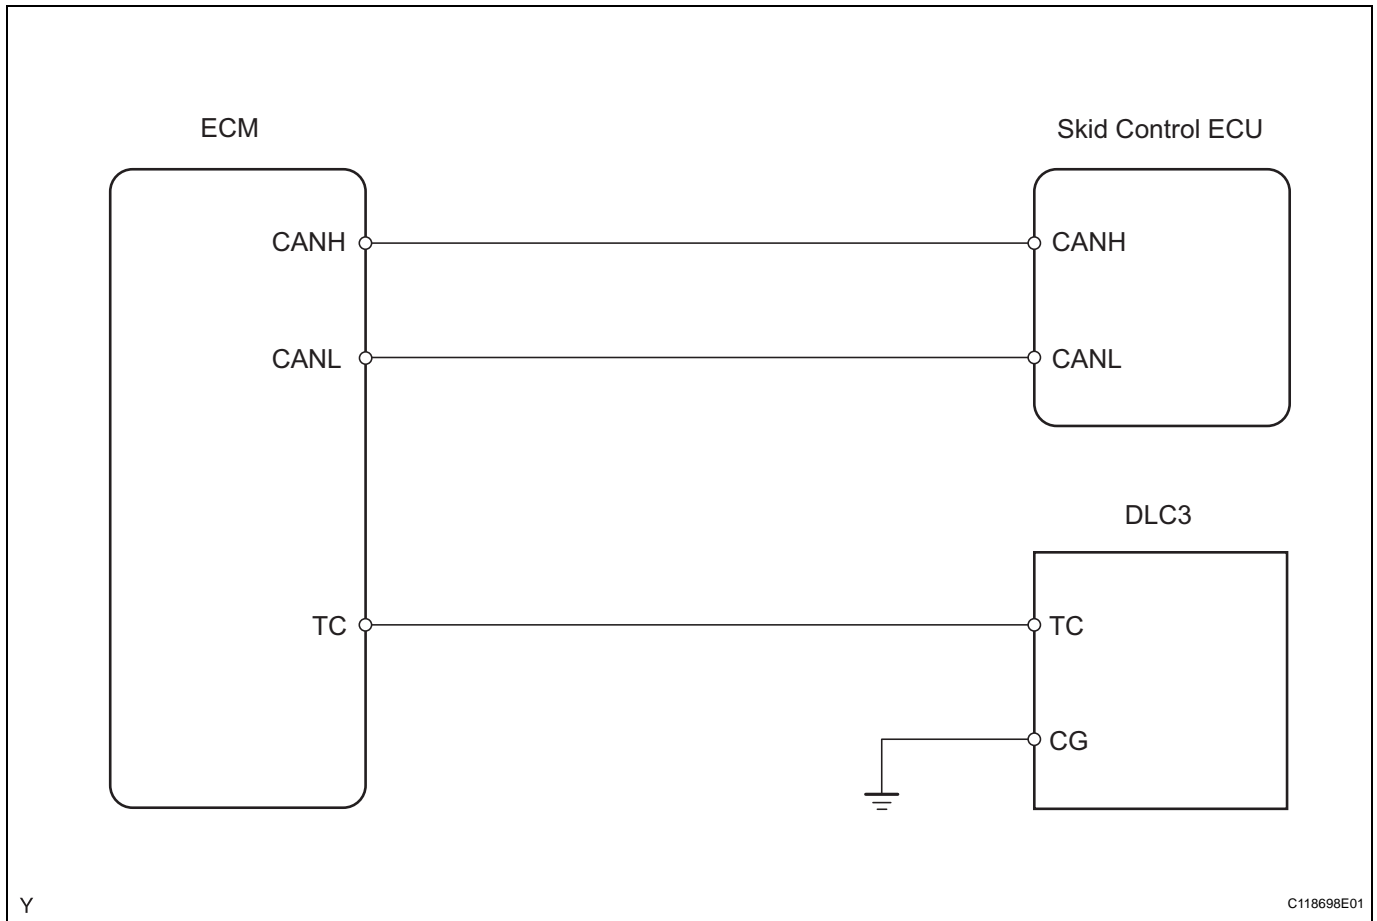 ECM
Skid Control ECU
CANH
CANH
CANL
CANL
DLC3
TC
TC
CG
Y
C118698E01